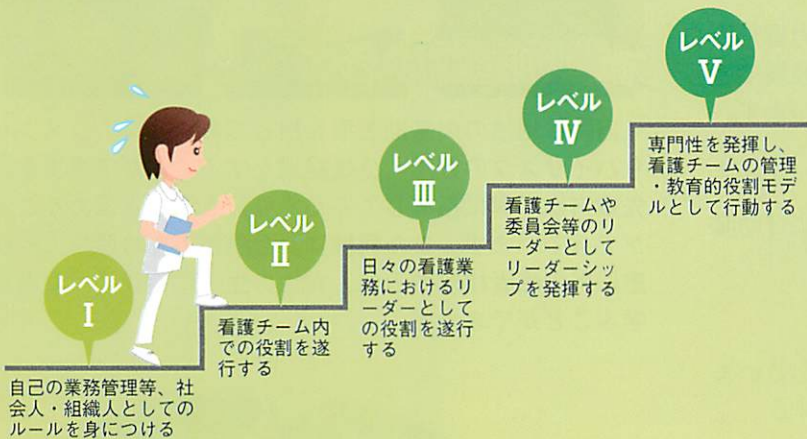 レベル
Ⅰ
自己の業務管理等、社
会人・組織人としての
ルールを身につける
レベル
Ⅱ
看護チーム内
での役割を遂
行する
レベル
Ⅲ
日々の看護業
務におけるリ
ーダーとして
の役割を遂行
する
レベル
Ⅳ
看護チームや
委員会等のリ
ーダーとして
リーダーシッ
プを発揮する
レベル
Ⅴ
専門性を発揮し、
看護チームの管理
・教育的役割モデ
ルとして行動する